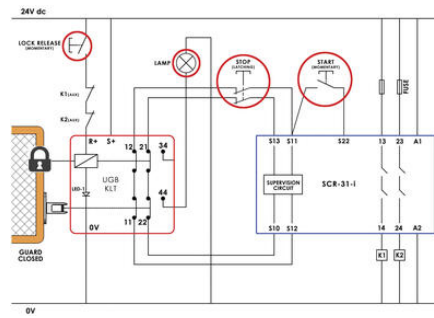 24V dc
LOCK RELEASE
(MOMENTARY)
LAMP
STOP
(LATCHING)
START
(MOMENTARY)
K1(AUX)
K2(AUX)
FUSE
R+ S+ 12 21 34
S13 S11 S22 13 23 A1
UGB
KLT
LED-1
44
SUPERVISION
CIRCUIT
SCR-31-i
0V 11 22
S10 S12 14 24 A2
GUARD
CLOSED
K1 K2
0V